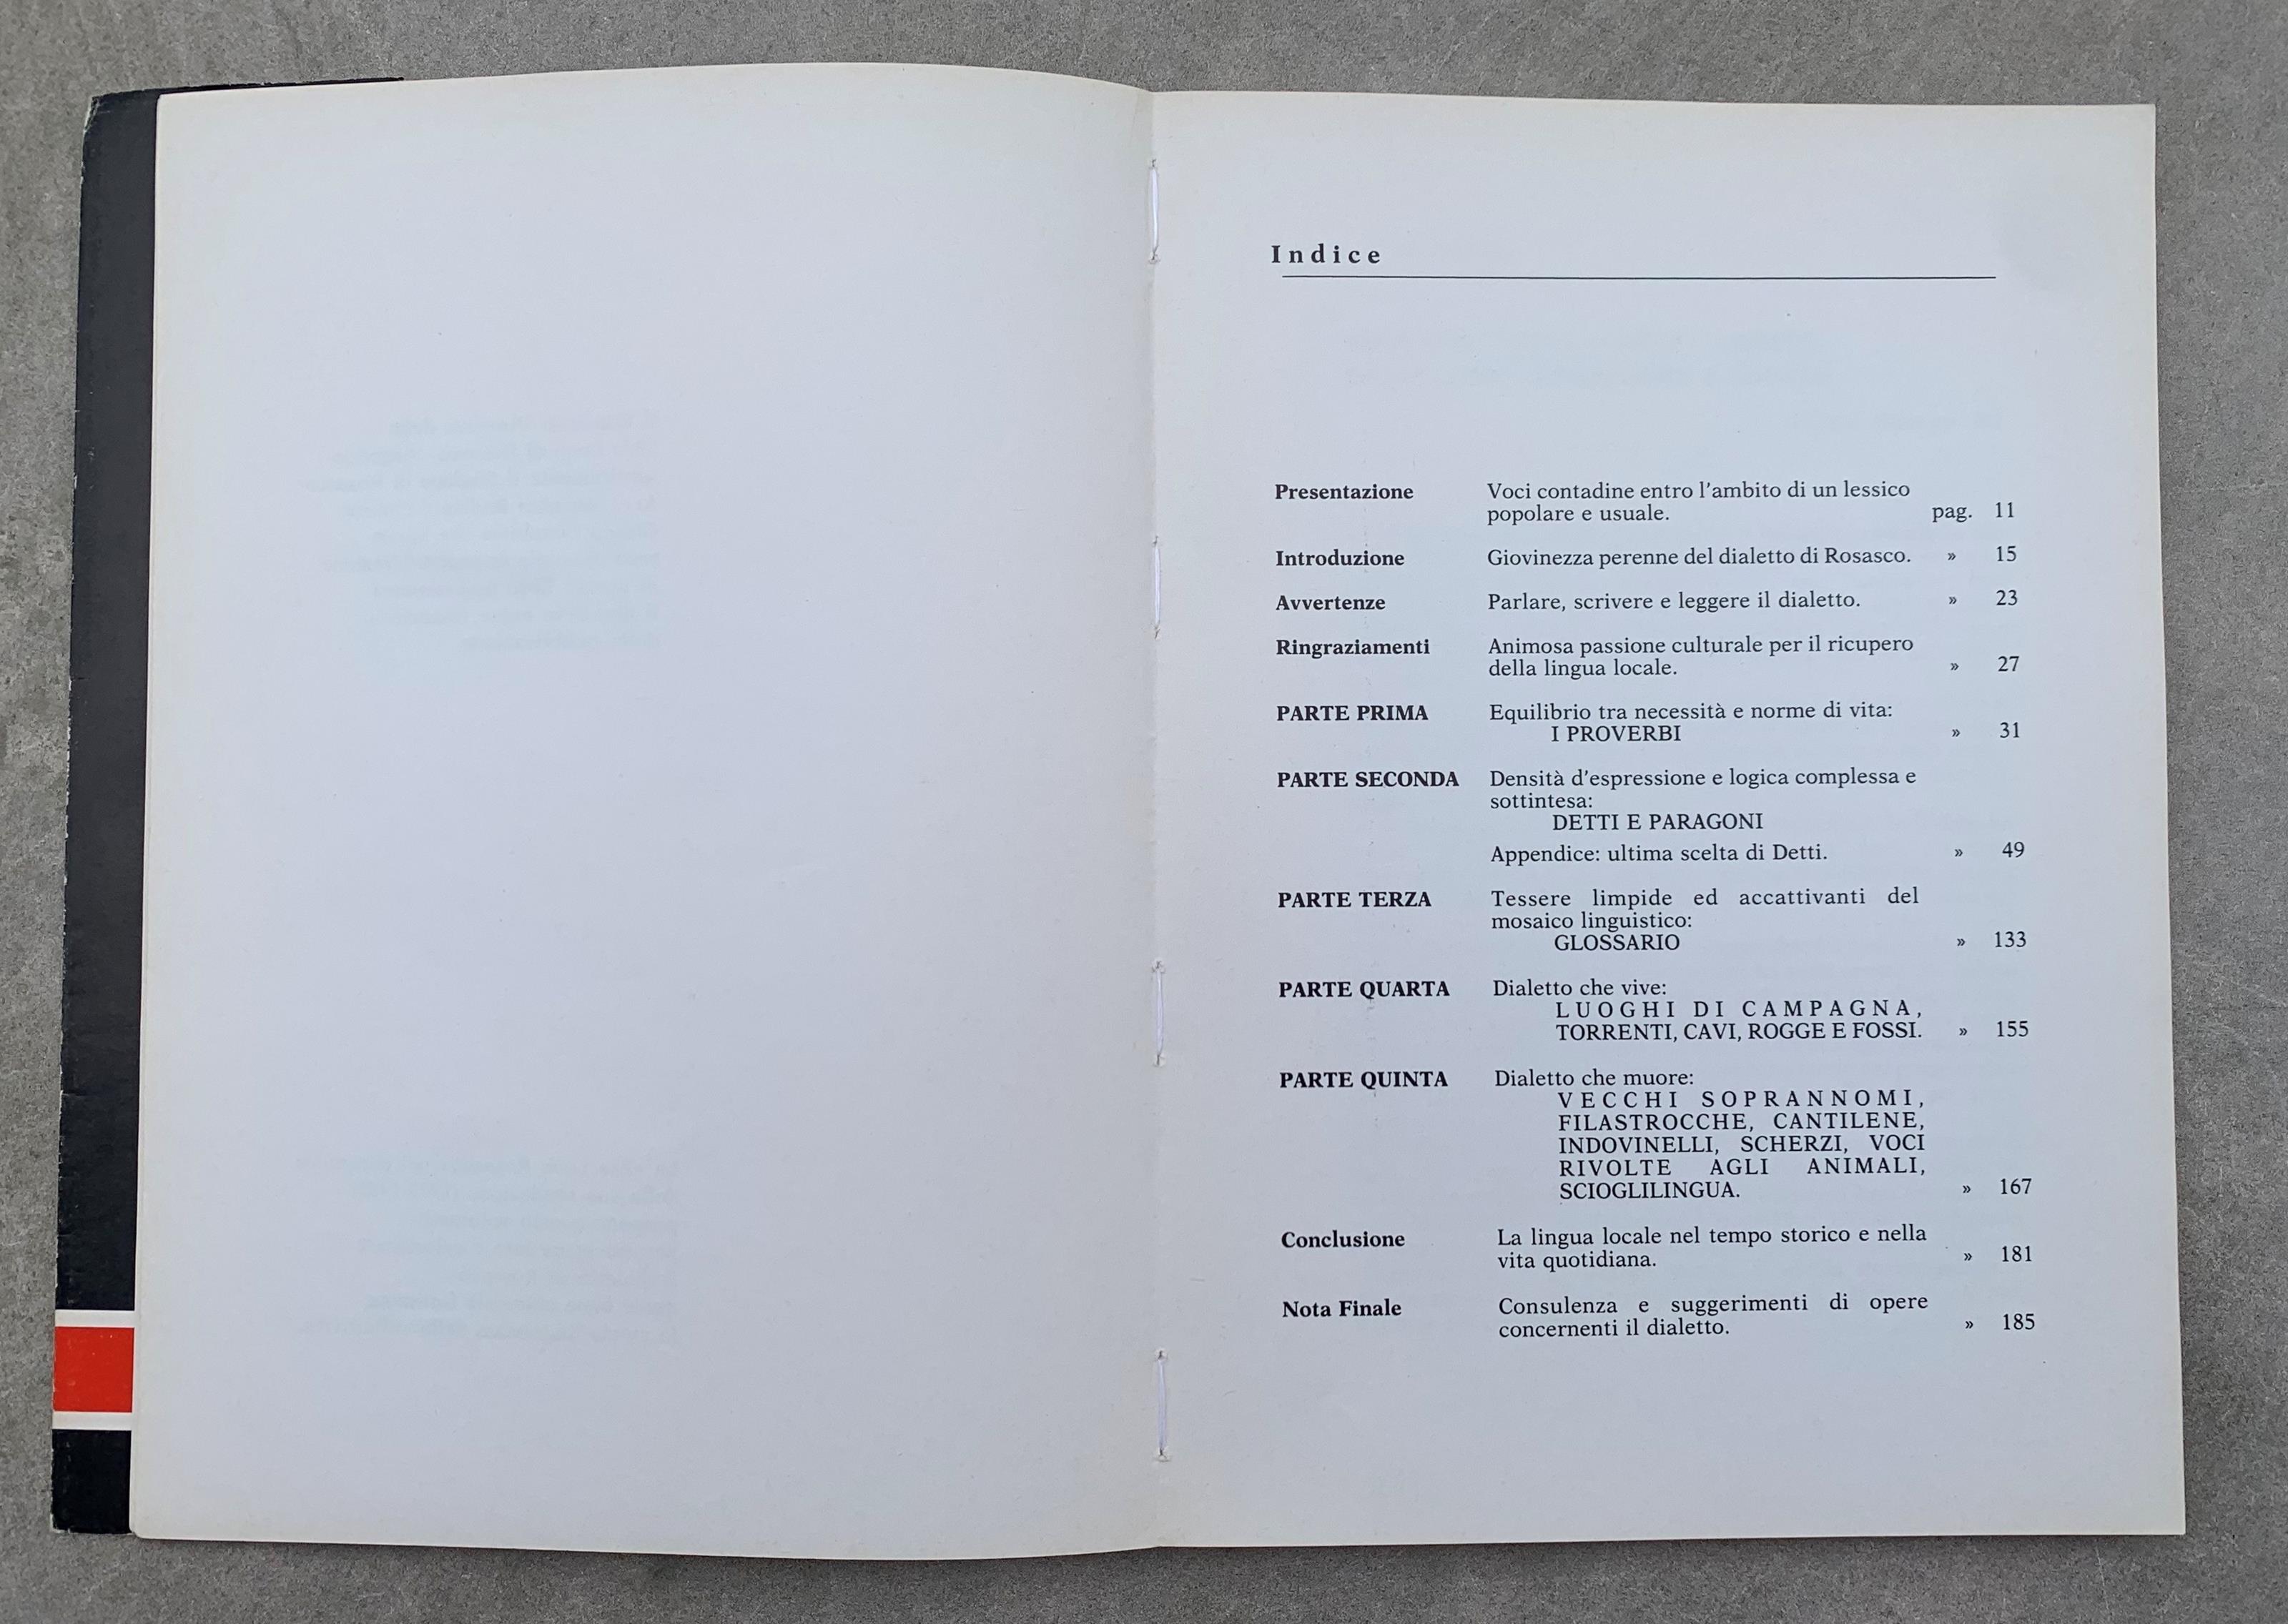 Indice
Presentazione Voci contadine entro l'ambito di un lessico
popolare e usuale. pag. 11
Introduzione Giovinezza perenne del dialetto di Rosasco. » 15
Avvertenze Parlare, scrivere e leggere il dialetto. » 23
Ringraziamenti Animosa passione culturale per il ricupero
della lingua locale. » 27
PARTE PRIMA Equilibrio tra necessità e norme di vita:
I PROVERBI » 31
PARTE SECONDA Densità d'espressione e logica complessa e
sottintesa:
DETTI E PARAGONI
Appendice: ultima scelta di Detti. » 49
PARTE TERZA Tessere limpide ed accattivanti del
mosaico linguistico:
GLOSSARIO » 133
PARTE QUARTA Dialetto che vive:
LUOGHI DI CAMPAGNA,
TORRENTI, CAVI, ROGGE E FOSSI. » 155
PARTE QUINTA Dialetto che muore:
VECCHI SOPRANNOMI,
FILASTROCCHE, CANTILENE,
INDOVINELLI, SCHERZI, VOCI
RIVOLTE AGLI ANIMALI,
SCIOGLILINGUA. » 167
Conclusione La lingua locale nel tempo storico e nella
vita quotidiana. » 181
Nota Finale Consulenza e suggerimenti di opere
concernenti il dialetto. » 185